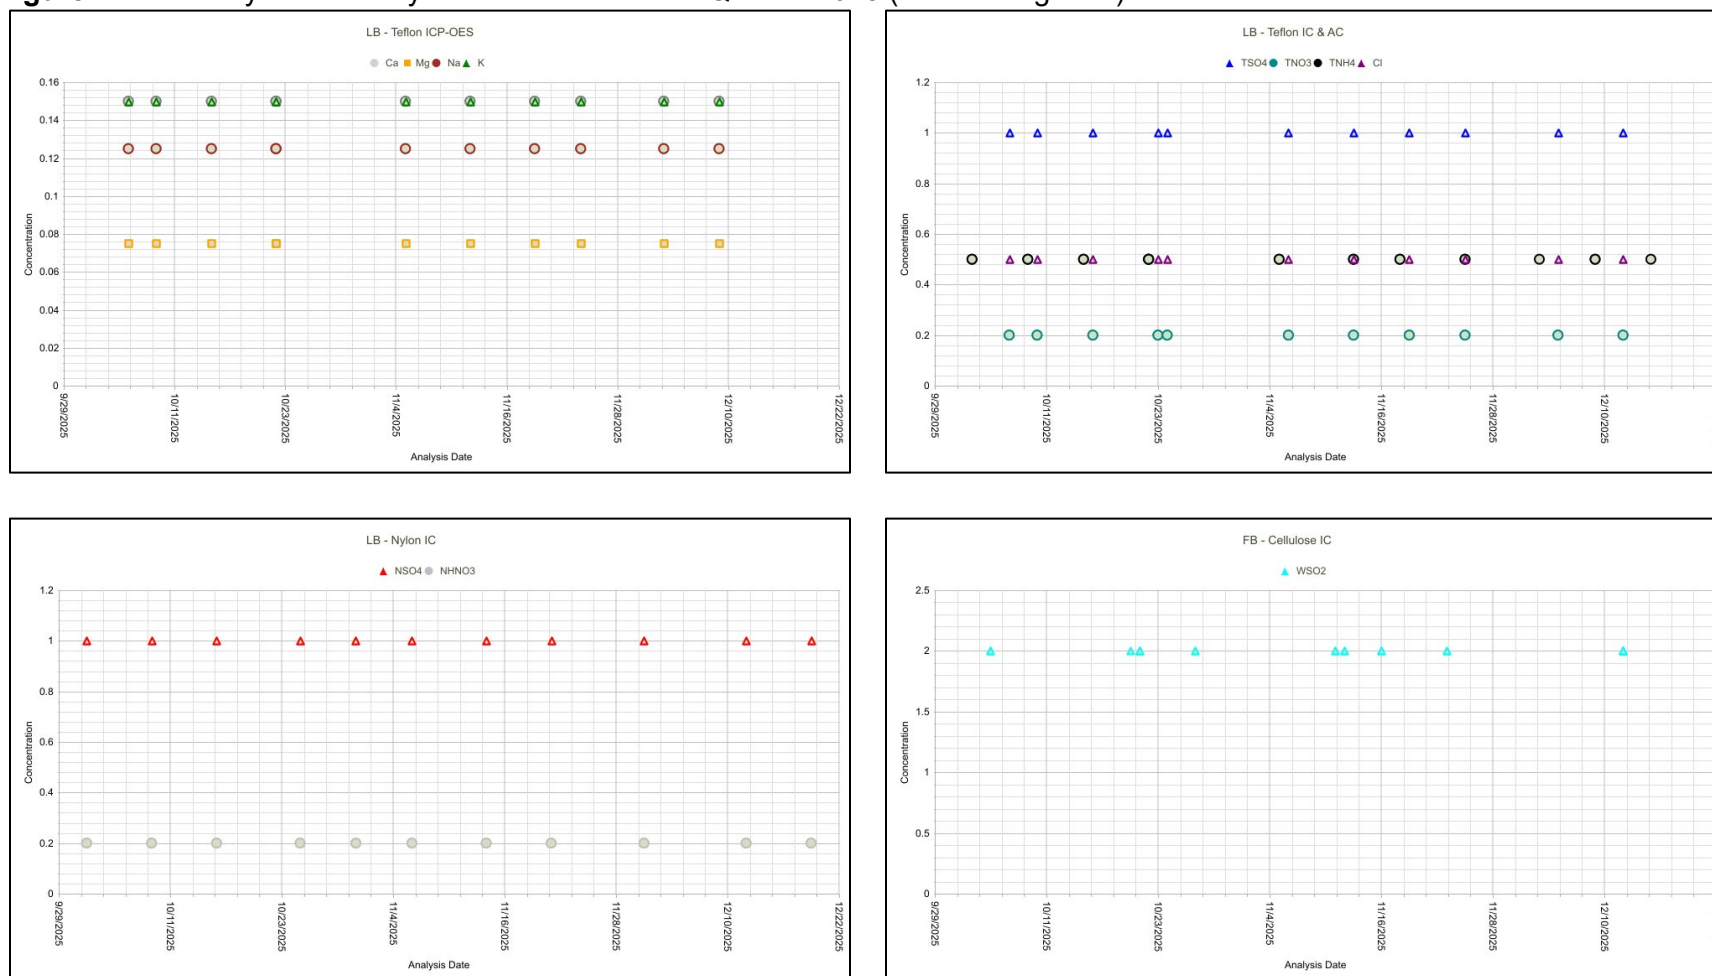 LB - Teflon ICP-OES
Ca Mg Na K
0.16
0.14
0.12
0.1
0.08
0.06
0.04
0.02
0
Concentration
9/29/2025 10/11/2025 10/23/2025 11/4/2025 11/16/2025 11/28/2025 12/10/2025 12/22/2025
Analysis Date
LB - Teflon IC & AC
TSO4 TNO3 TNH4 Cl
1.2
1
0.8
0.6
0.4
0.2
0
Concentration
9/29/2025 10/11/2025 10/23/2025 11/4/2025 11/16/2025 11/28/2025 12/10/2025
Analysis Date
LB - Nylon IC
NSO4 NHNO3
1.2
1
0.8
0.6
0.4
0.2
0
Concentration
9/29/2025 10/11/2025 10/23/2025 11/4/2025 11/16/2025 11/28/2025 12/10/2025 12/22/2025
Analysis Date
FB - Cellulose IC
WSO2
2.5
2
1.5
1
0.5
0
Concentration
9/29/2025 10/11/2025 10/23/2025 11/4/2025 11/16/2025 11/28/2025 12/10/2025
Analysis Date